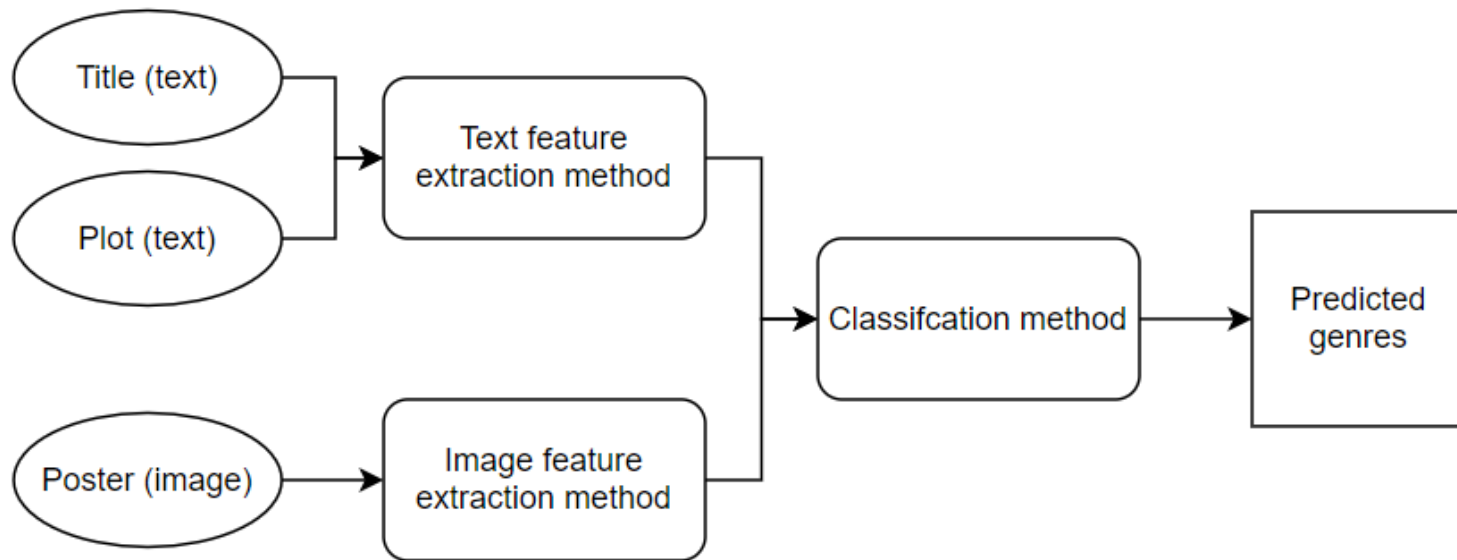 Title (text)
Plot (text)
Text feature
extraction method
Poster (image)
Image feature
extraction method
Classifcation method
Predicted
genres